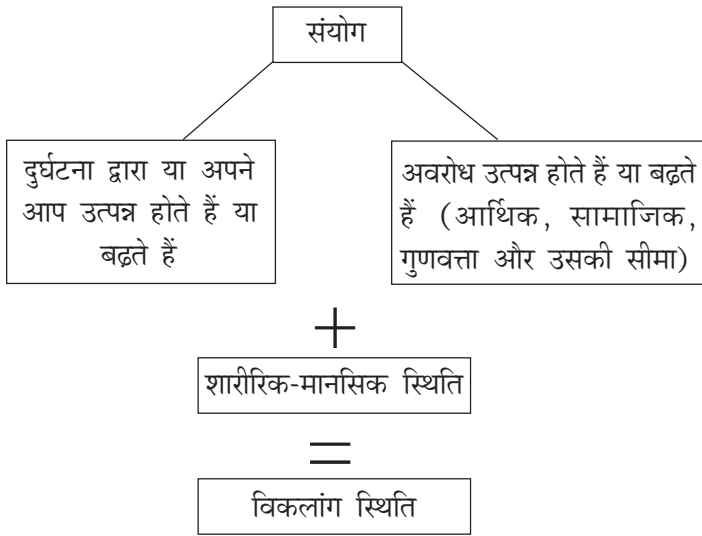 संयोग
दुर्घटना द्वारा या अपने
आप उत्पन्न होते हैं या
बढ़ते हैं
अवरोध उत्पन्न होते हैं या बढ़ते
हैं (आर्थिक, सामाजिक,
गुणवत्ता और उसकी सीमा)
+
शारीरिक-मानसिक स्थिति
=
विकलांग स्थिति